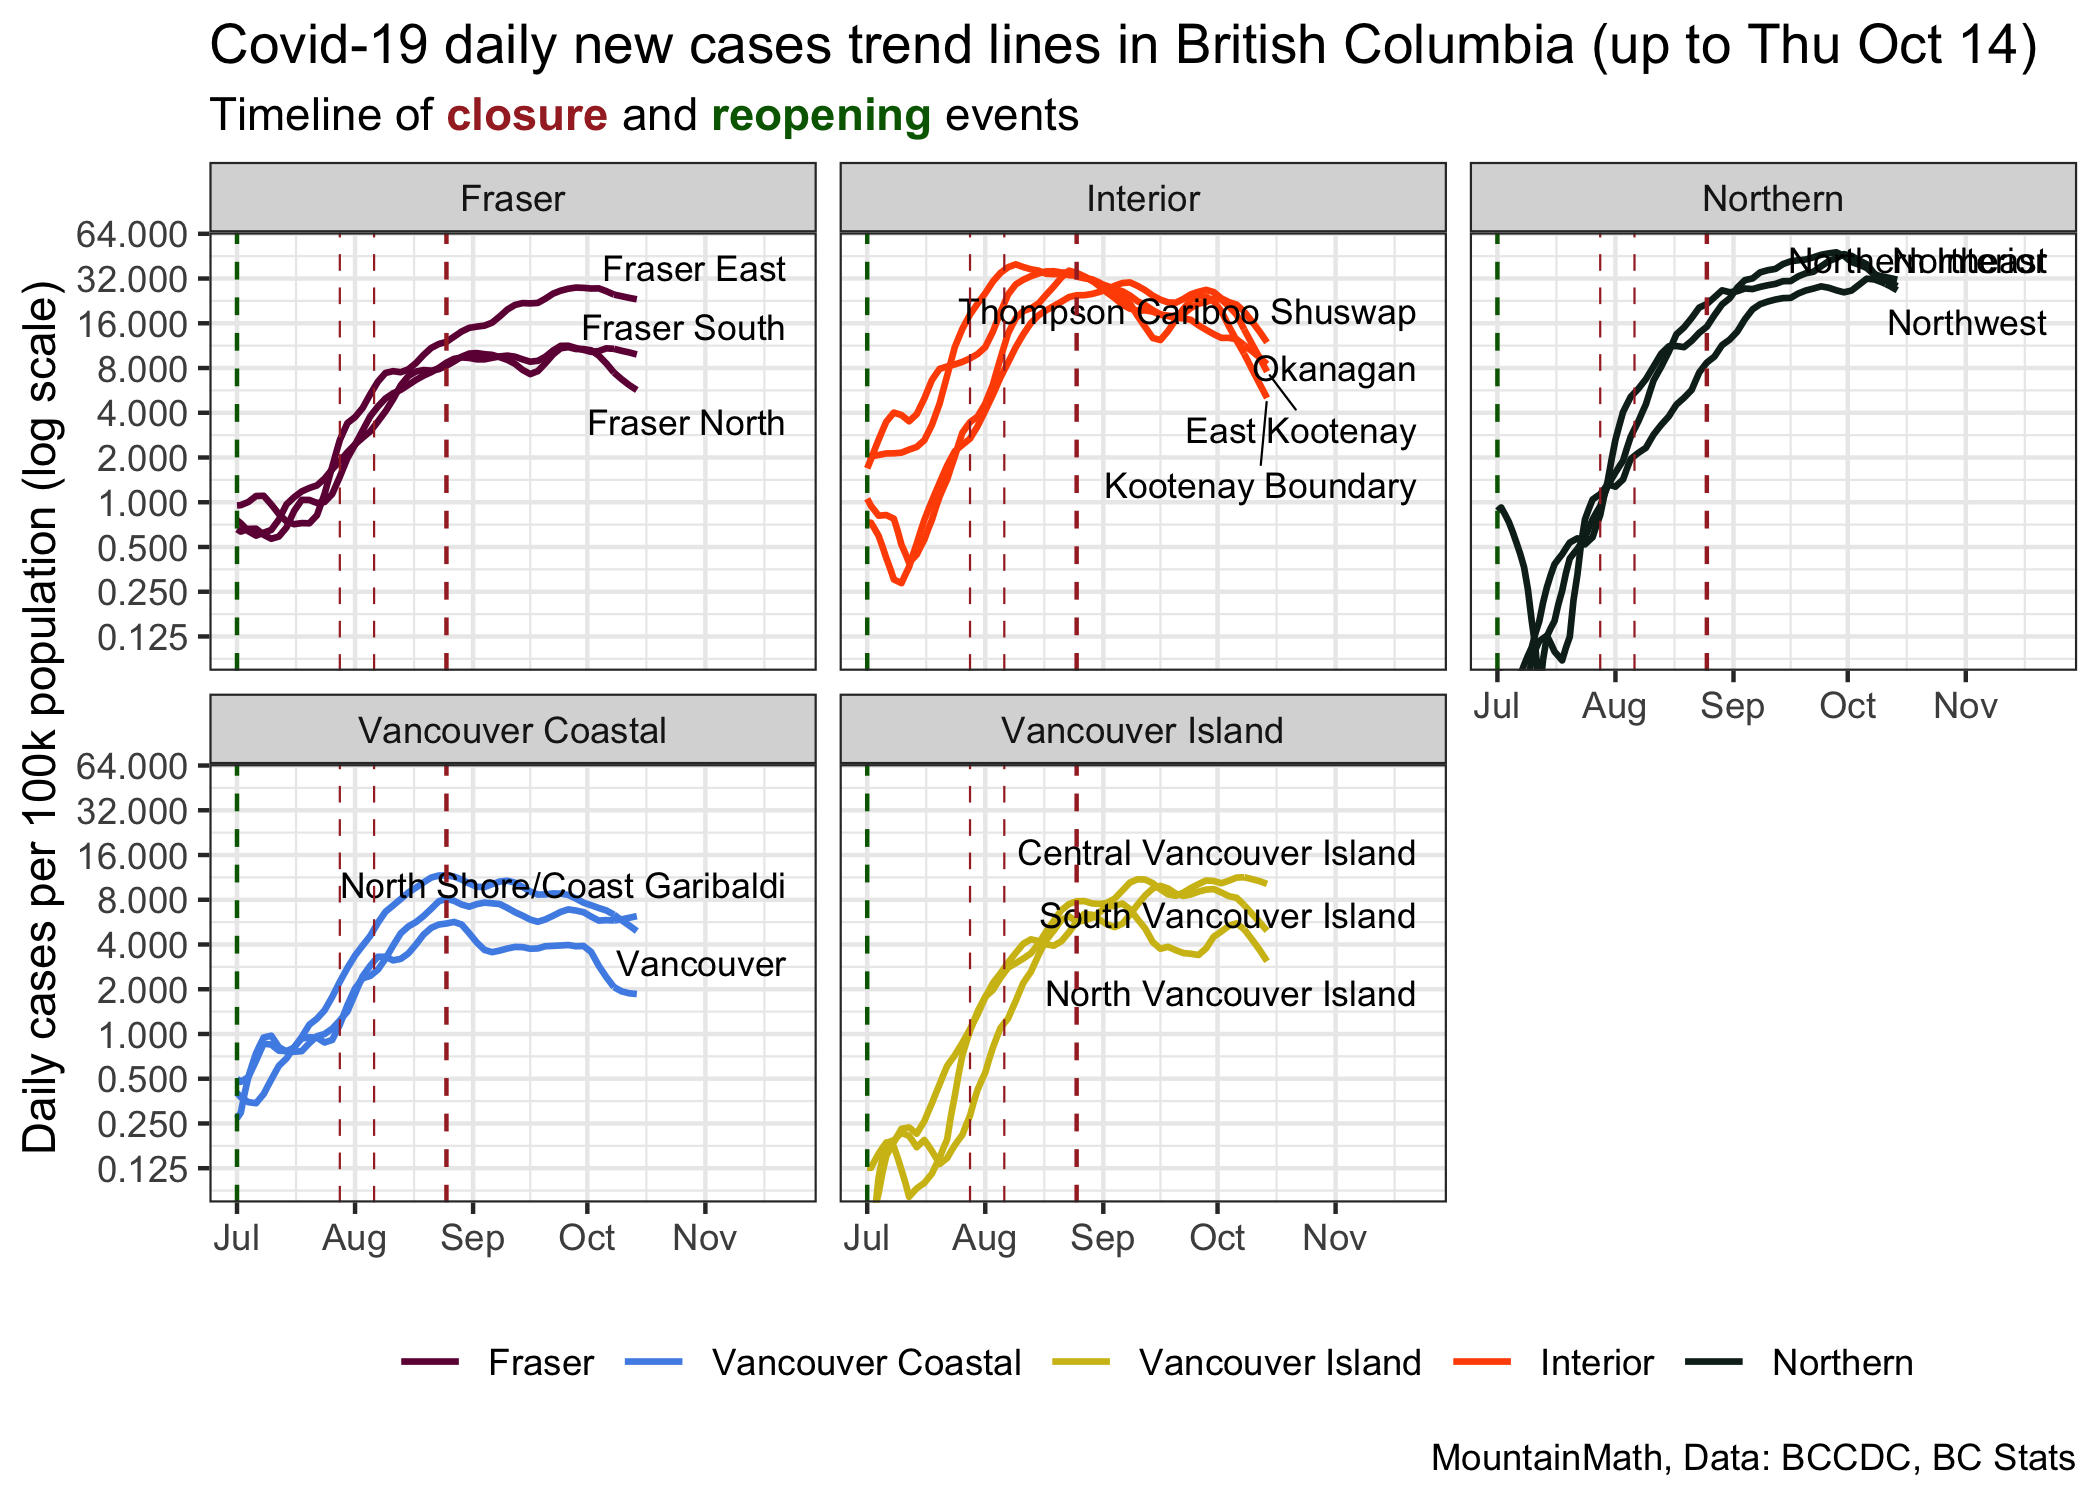 Covid-19 daily new cases trend lines in British Columbia (up to Thu Oct 14)
Timeline of closure and reopening events
Daily cases per 100k population (log scale)
Fraser
64.000
32.000
16.000
8.000
4.000
2.000
1.000
0.500
0.250
0.125
Fraser East
Fraser South
Fraser North
Interior
Thompson Cariboo Shuswap
Okanagan
East Kootenay
Kootenay Boundary
Northern
Northern Interior
Northeast
Northwest
Jul Aug Sep Oct Nov
Vancouver Coastal
64.000
32.000
16.000
8.000
4.000
2.000
1.000
0.500
0.250
0.125
North Shore/Coast Garibaldi
Vancouver
Jul Aug Sep Oct Nov
Vancouver Island
Central Vancouver Island
South Vancouver Island
North Vancouver Island
Jul Aug Sep Oct Nov
Fraser Vancouver Coastal Vancouver Island Interior Northern
MountainMath, Data: BCCDC, BC Stats